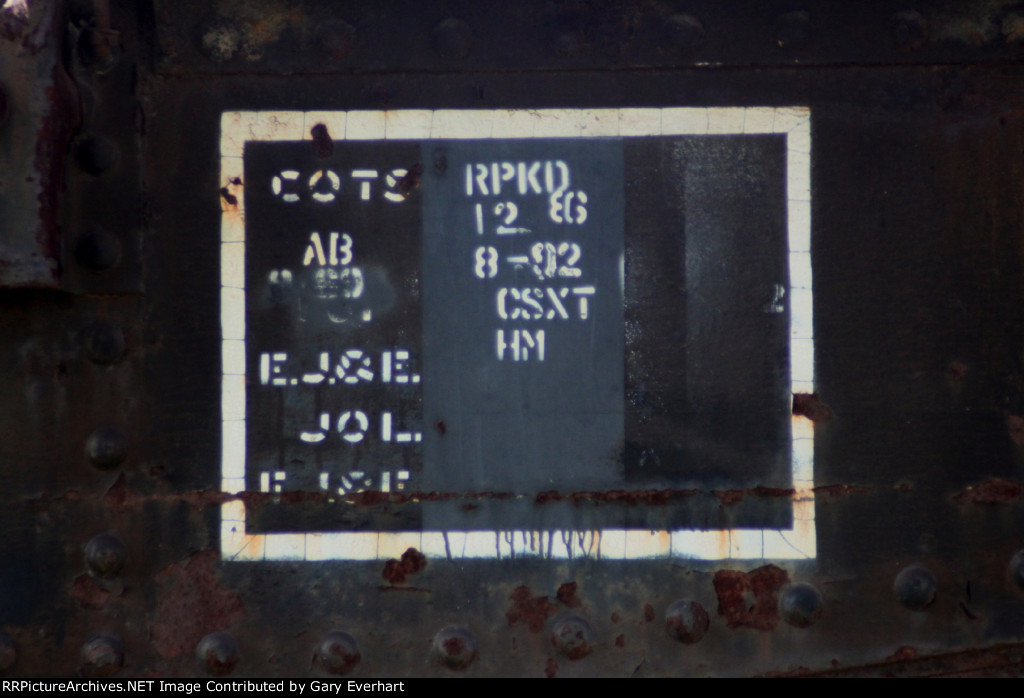 COTS
AB
E.J.&E.
JOL.
E.J&E
RPKD
12 86
8-92
CSXT
HM
2
RRPictureArchives.NET Image Contributed by Gary Everhart